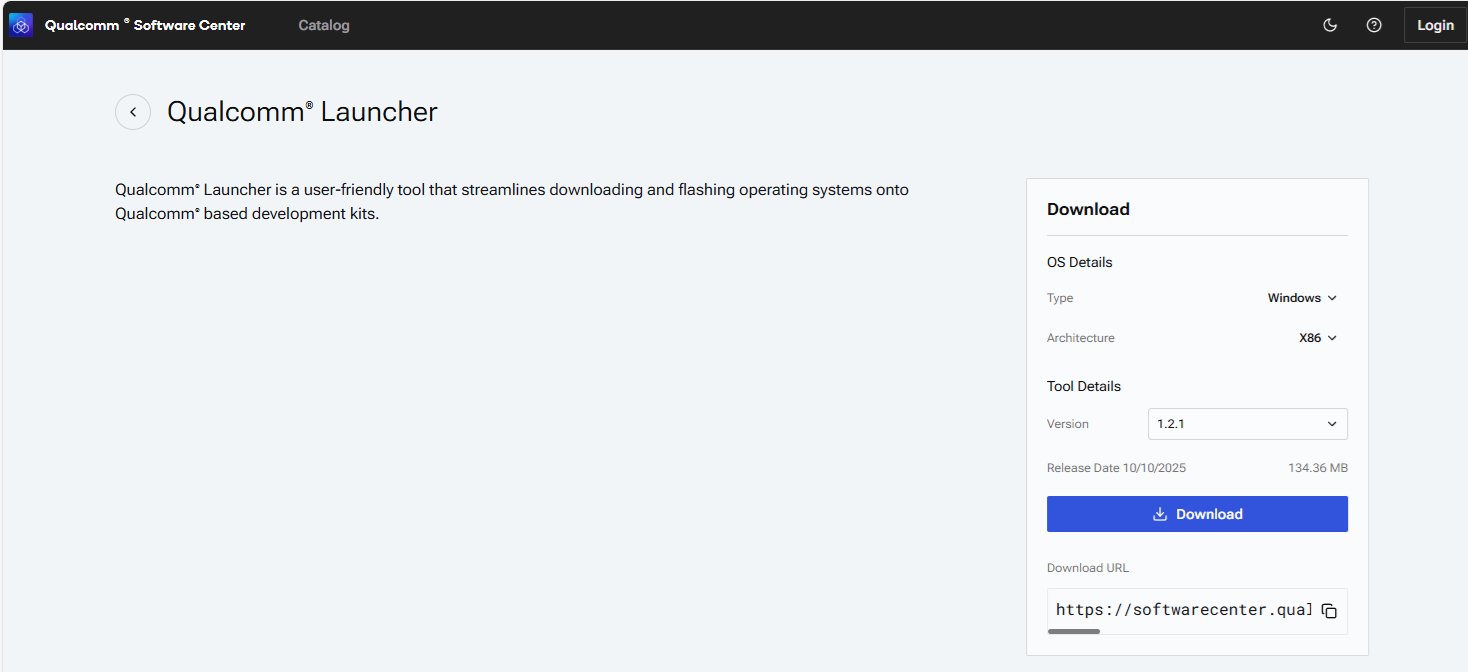 Qualcomm ® Software Center
Catalog
Login
Qualcomm® Launcher
Qualcomm® Launcher is a user-friendly tool that streamlines downloading and flashing operating systems onto
Qualcomm® based development kits.
Download
OS Details
Type
Windows
Architecture
X86
Tool Details
Version
1.2.1
Release Date 10/10/2025
134.36 MB
Download
Download URL
https://softwarecenter.qual